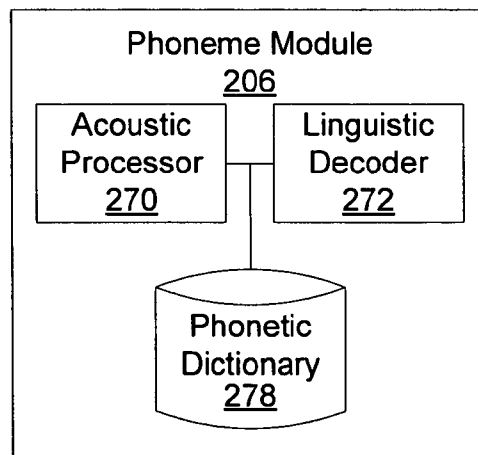 Phoneme Module
206
Acoustic
Processor
270
Linguistic
Decoder
272
Phonetic
Dictionary
278